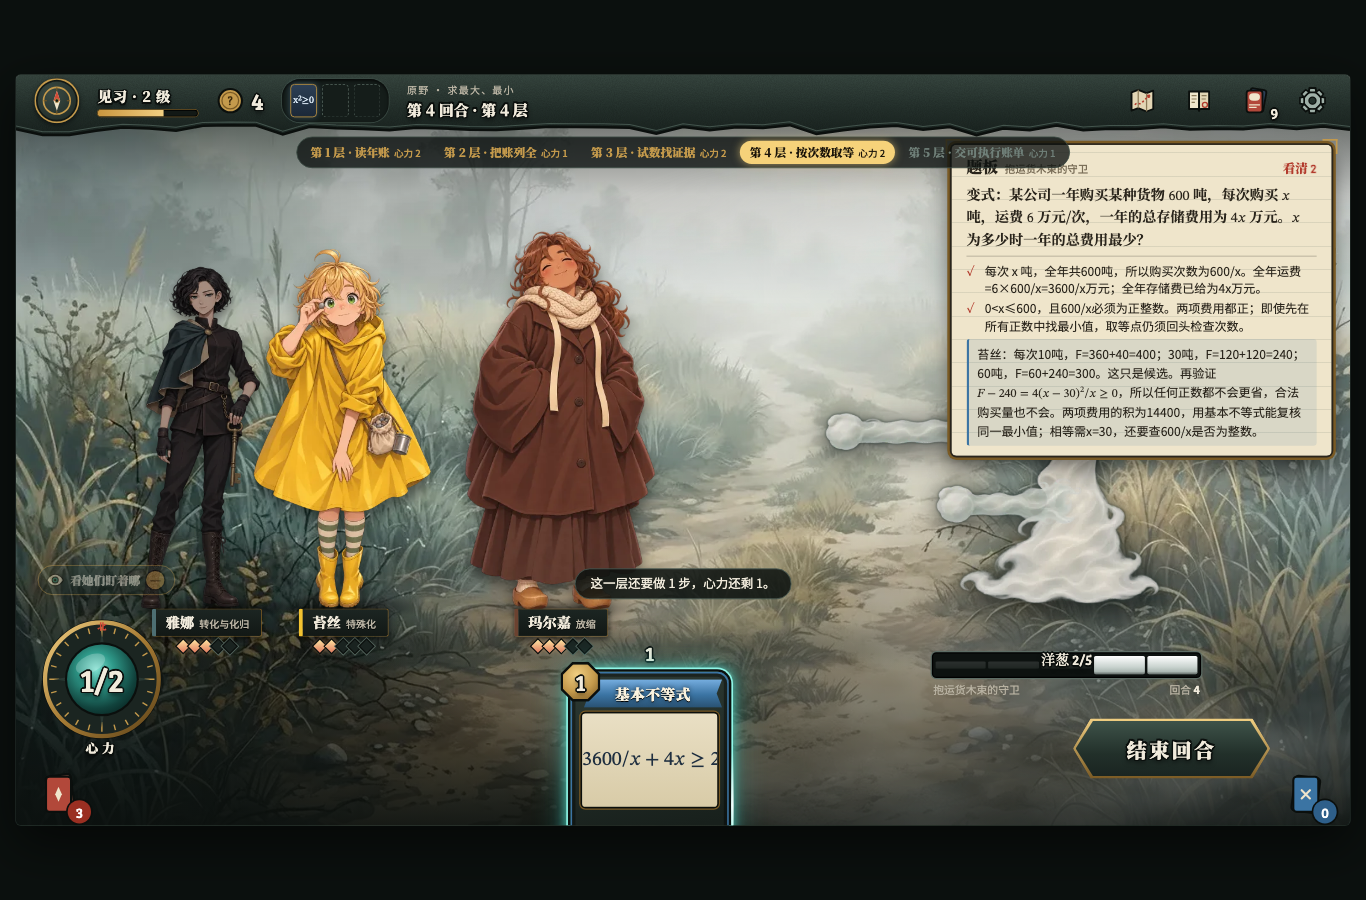 见习 · 2 级
? 4
x²≥0
原野 · 求最大、最小
第 4 回合 · 第 4 层
9
第 1 层 · 读年账 心力 2
第 2 层 · 把账列全 心力 1
第 3 层 · 试数找证据 心力 2
第 4 层 · 按次数取等 心力 2
第 5 层 · 交可执行账单 心力 1
题板 抱运货木束的守卫
看清 2
变式：某公司一年购买某种货物 600 吨，每次购买 x
吨，运费 6 万元/次，一年的总存储费用为 4x 万元。x
为多少时一年的总费用最少？
√ 每次 x 吨，全年共600吨，所以购买次数为600/x。全年运费
=6×600/x=3600/x万元；全年存储费已给为4x万元。
√ 0<x≤600，且600/x必须为正整数。两项费用都正；即使先在
所有正数中找最小值，取等点仍须回头检查次数。
苔丝：每次10吨，F=360+40=400；30吨，F=120+120=240；
60吨，F=60+240=300。这只是候选。再验证
F − 240 = 4(x − 30)²/x ≥ 0，所以任何正数都不会更省，合法
购买量也不会。两项费用的积为14400，用基本不等式能复核
同一最小值；相等需x=30，还要查600/x是否为整数。
看她们盯着哪
这一层还要做 1 步，心力还剩 1。
雅娜 转化与化归
苔丝 特殊化
玛尔嘉 放缩
1/2
心力
3
1
1
基本不等式
3600/x + 4x ≥ 2
洋葱 2/5
抱运货木束的守卫
回合 4
结束回合
0